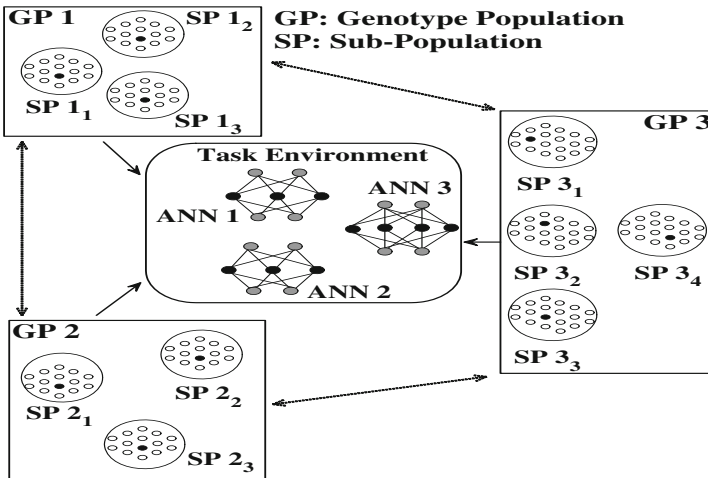 GP 1
SP 1₂
GP: Genotype Population
SP: Sub-Population
SP 1₁
SP 1₃
GP 3
Task Environment
ANN 1
ANN 3
ANN 2
SP 3₁
SP 3₂
SP 3₄
SP 3₃
GP 2
SP 2₁
SP 2₂
SP 2₃